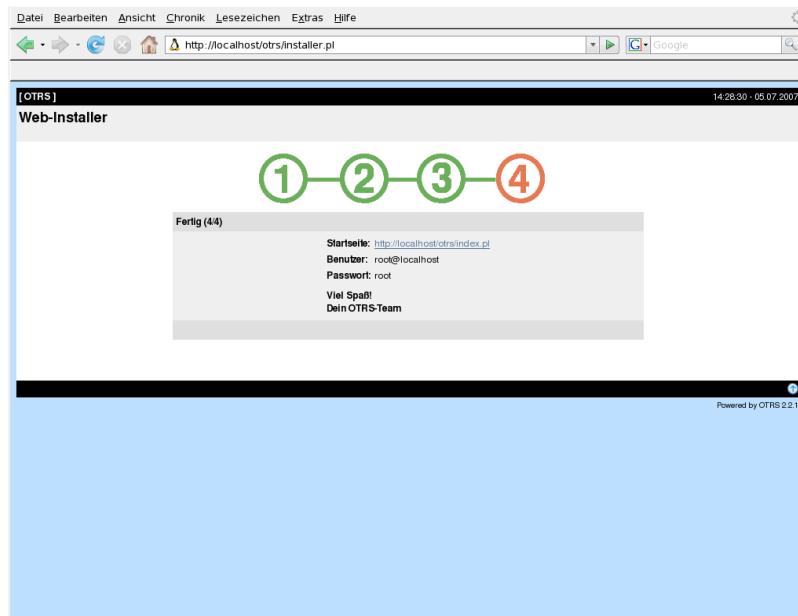 Datei Bearbeiten Ansicht Chronik Lesezeichen Extras Hilfe
http://localhost/otrs/installer.pl
G Google
[ OTRS ] 14:28:30 - 05.07.2007
Web-Installer
1 2 3 4
Fertig (4/4)
Startseite: http://localhost/otrs/index.pl
Benutzer: root@localhost
Passwort: root
Viel Spaß!
Dein OTRS-Team
Powered by OTRS 2.2.1